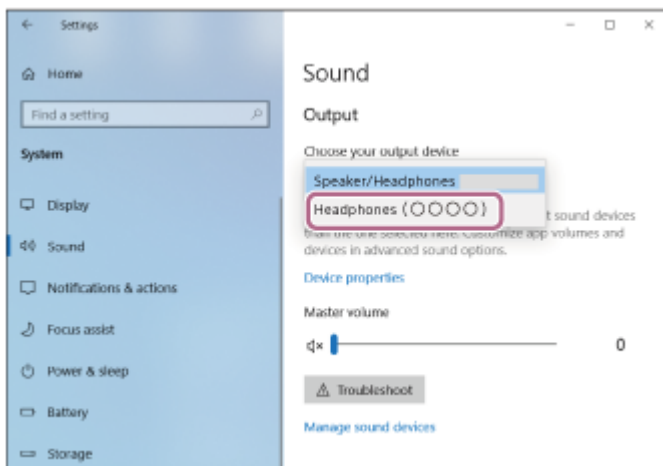 Settings
Home
Find a setting
System
Display
Sound
Notifications & actions
Focus assist
Power & sleep
Battery
Storage
Sound
Output
Choose your output device
Speaker/Headphones
Headphones (○○○○)
t sound devices
than the one selected here. Customize app volumes and
devices in advanced sound options.
Device properties
Master volume
0
Troubleshoot
Manage sound devices